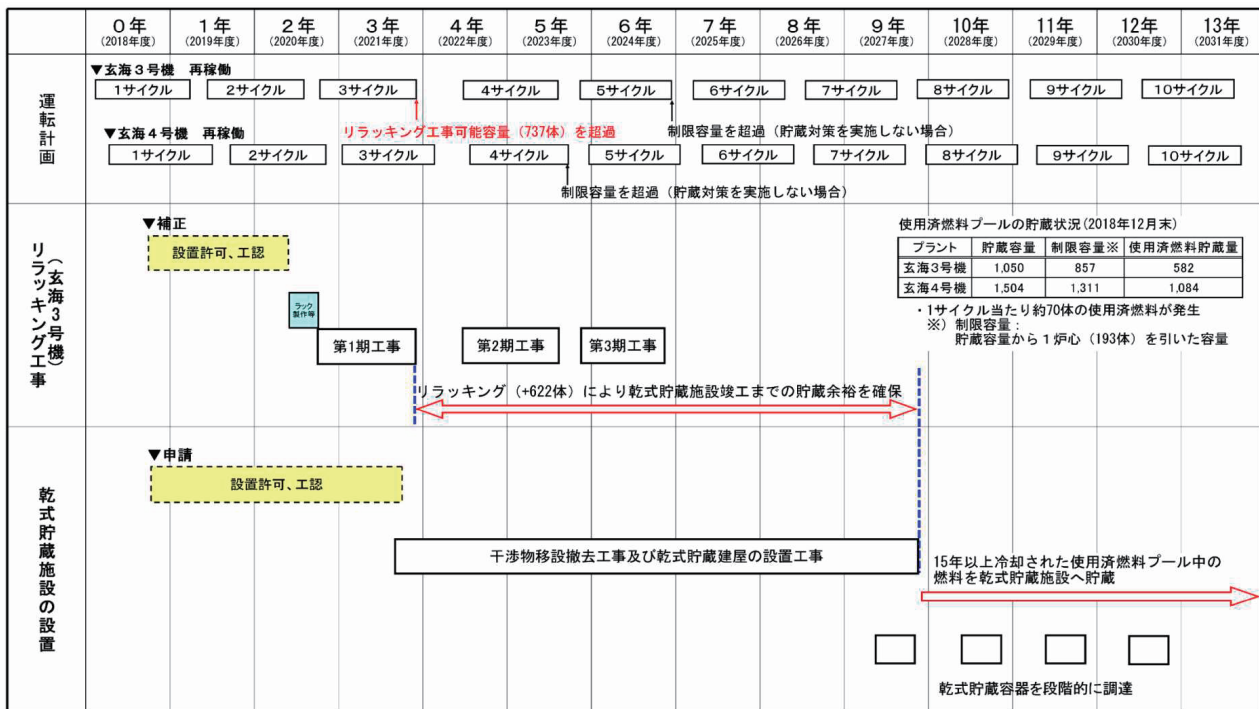 0年 1年 2年 3年 4年 5年 6年 7年 8年 9年 10年 11年 12年 13年
(2018年度) (2019年度) (2020年度) (2021年度) (2022年度) (2023年度) (2024年度) (2025年度) (2026年度) (2027年度) (2028年度) (2029年度) (2030年度) (2031年度)
運転計画
▼玄海3号機 再稼働
1サイクル 2サイクル 3サイクル 4サイクル 5サイクル 6サイクル 7サイクル 8サイクル 9サイクル 10サイクル
リラッキング工事可能容量（737体）を超過
制限容量を超過（貯蔵対策を実施しない場合）
▼玄海4号機 再稼働
1サイクル 2サイクル 3サイクル 4サイクル 5サイクル 6サイクル 7サイクル 8サイクル 9サイクル 10サイクル
制限容量を超過（貯蔵対策を実施しない場合）
リラッキング工事
（玄海3号機）
▼補正
設置許可、工認
ラック
製作等
第1期工事 第2期工事 第3期工事
リラッキング（+622体）により乾式貯蔵施設竣工までの貯蔵余裕を確保
使用済燃料プールの貯蔵状況(2018年12月末)
プラント 貯蔵容量 制限容量※ 使用済燃料貯蔵量
玄海3号機 1,050 857 582
玄海4号機 1,504 1,311 1,084
・1サイクル当たり約70体の使用済燃料が発生
※）制限容量：
貯蔵容量から1炉心（193体）を引いた容量
乾式貯蔵施設の設置
▼申請
設置許可、工認
干渉物移設撤去工事及び乾式貯蔵建屋の設置工事
15年以上冷却された使用済燃料プール中の
燃料を乾式貯蔵施設へ貯蔵
乾式貯蔵容器を段階的に調達